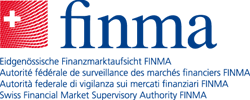 finma
Eidgenössische Finanzmarktaufsicht FINMA
Autorité fédérale de surveillance des marchés financiers FINMA
Autorità federale di vigilanza sui mercati finanziari FINMA
Swiss Financial Market Supervisory Authority FINMA